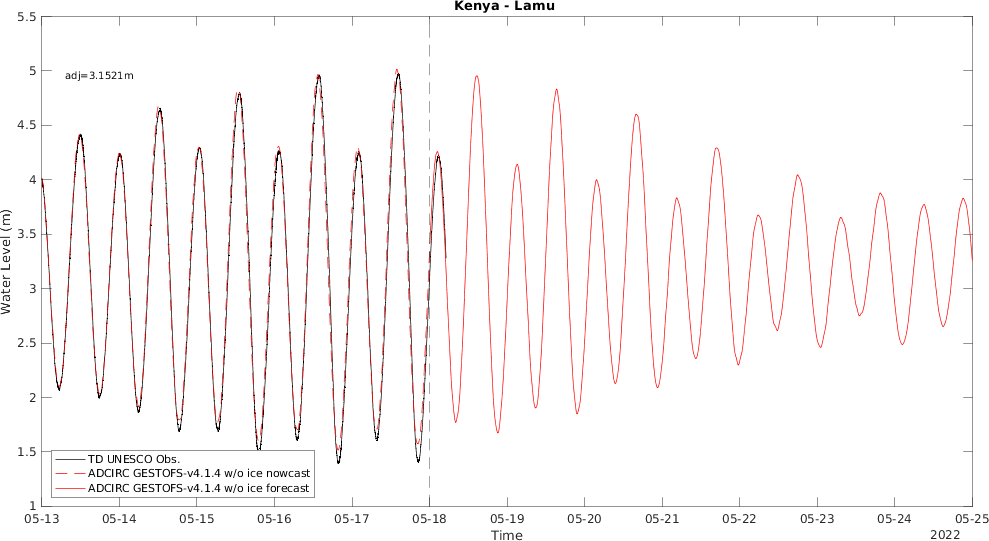 Kenya - Lamu
5.5
5
4.5
4
3.5
3
2.5
2
1.5
1
Water Level (m)
adj=3.1521m
TD UNESCO Obs.
ADCIRC GESTOFS-v4.1.4 w/o ice nowcast
ADCIRC GESTOFS-v4.1.4 w/o ice forecast
05-13 05-14 05-15 05-16 05-17 05-18 05-19 05-20 05-21 05-22 05-23 05-24 05-25
Time
2022